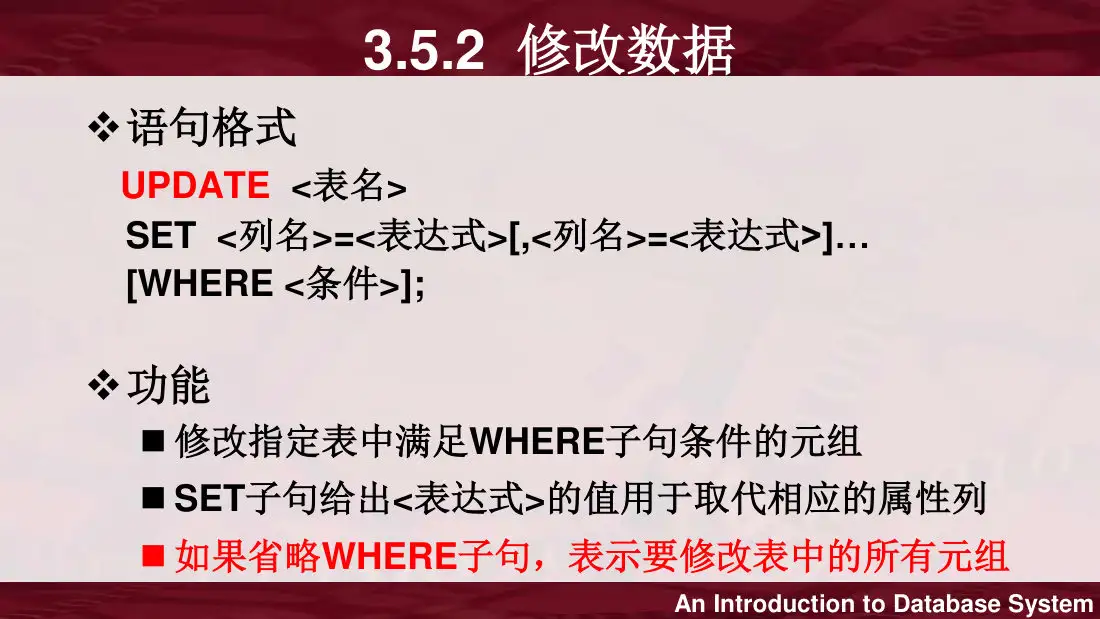 3.5.2 修改数据
❖语句格式
UPDATE <表名>
SET <列名>=<表达式>[,<列名>=<表达式>]…
[WHERE <条件>];
❖功能
■ 修改指定表中满足WHERE子句条件的元组
■ SET子句给出<表达式>的值用于取代相应的属性列
■ 如果省略WHERE子句，表示要修改表中的所有元组
An Introduction to Database System